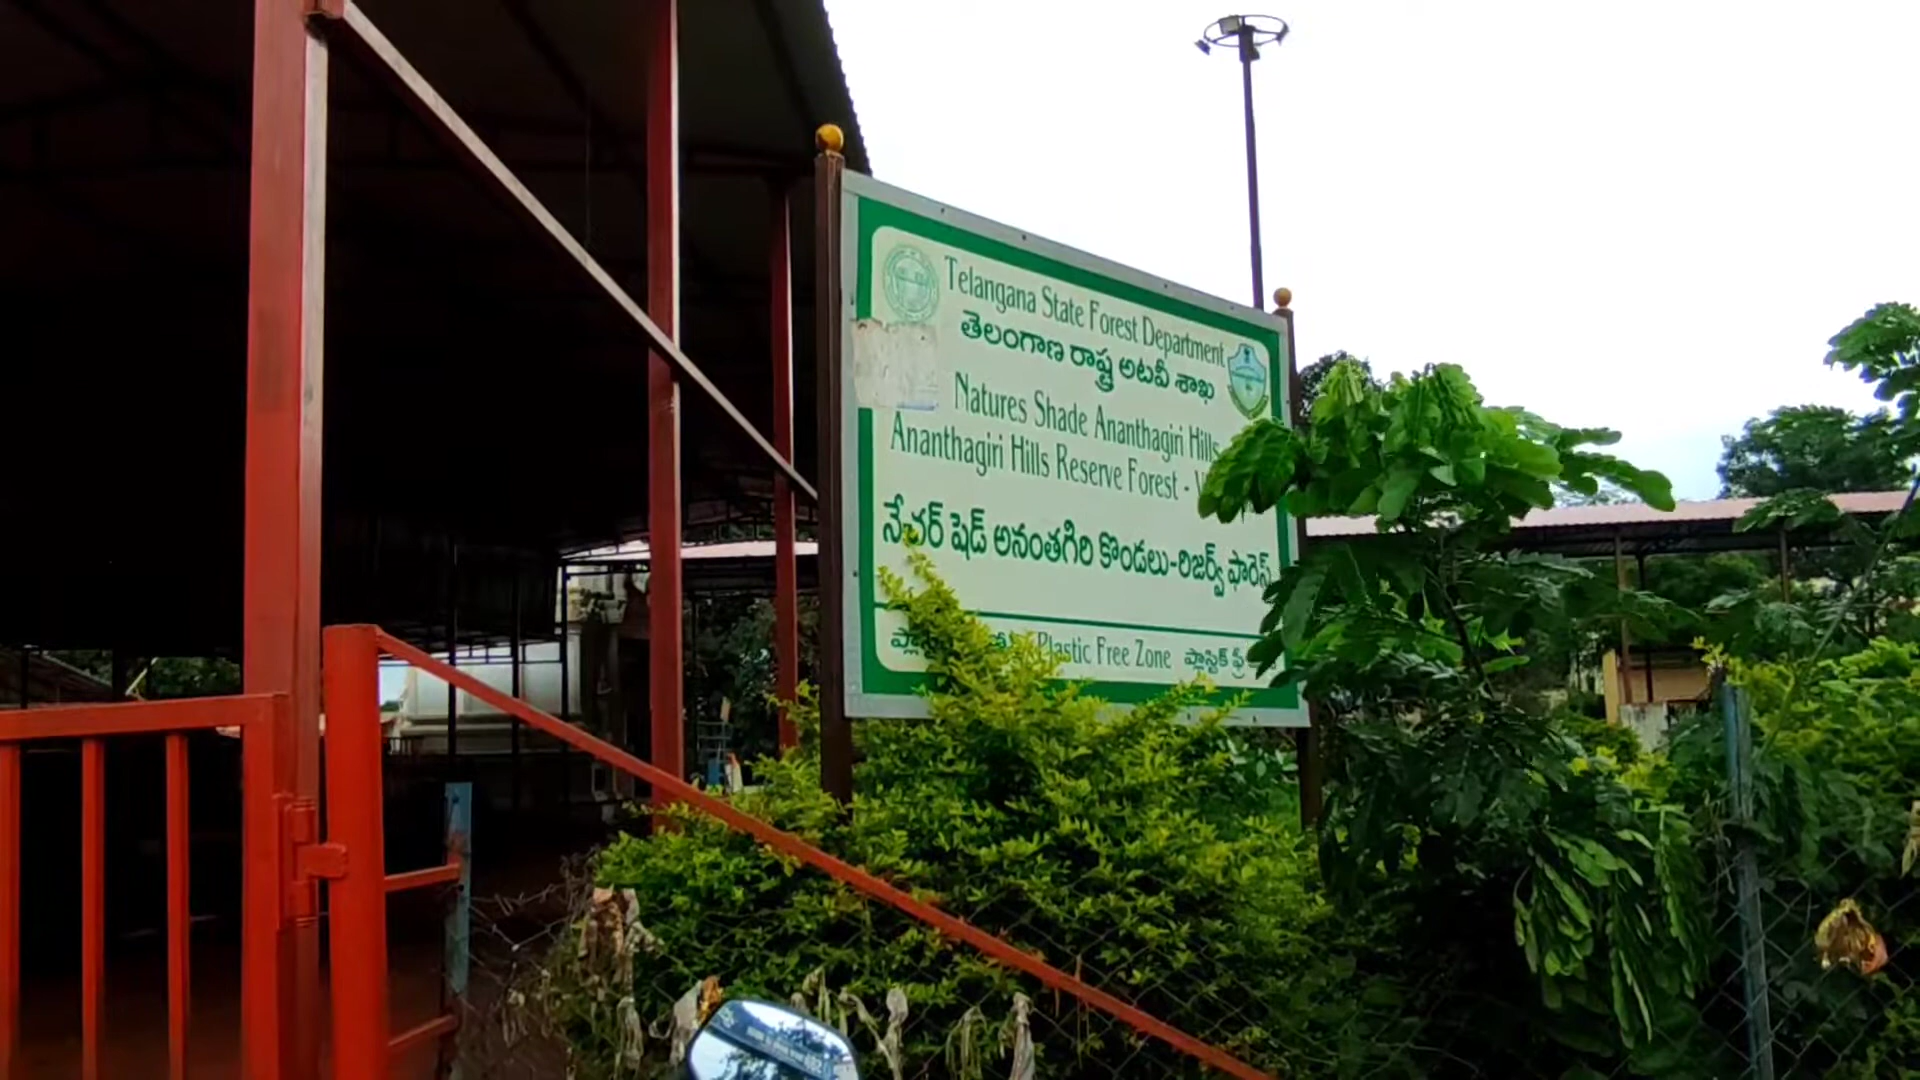 Telangana State Forest Department
తెలంగాణ రాష్ట్ర అటవీ శాఖ
Natures Shade Ananthagiri Hills
Ananthagiri Hills Reserve Forest -
నేచర్ షెడ్ అనంతగిరి కొండలు-రిజర్వ్ ఫారెస్ట్
Plastic Free Zone ప్లాస్టిక్ ఫ్రీ